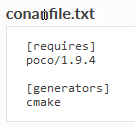 conanfile.txt
[requires]
poco/1.9.4
[generators]
cmake